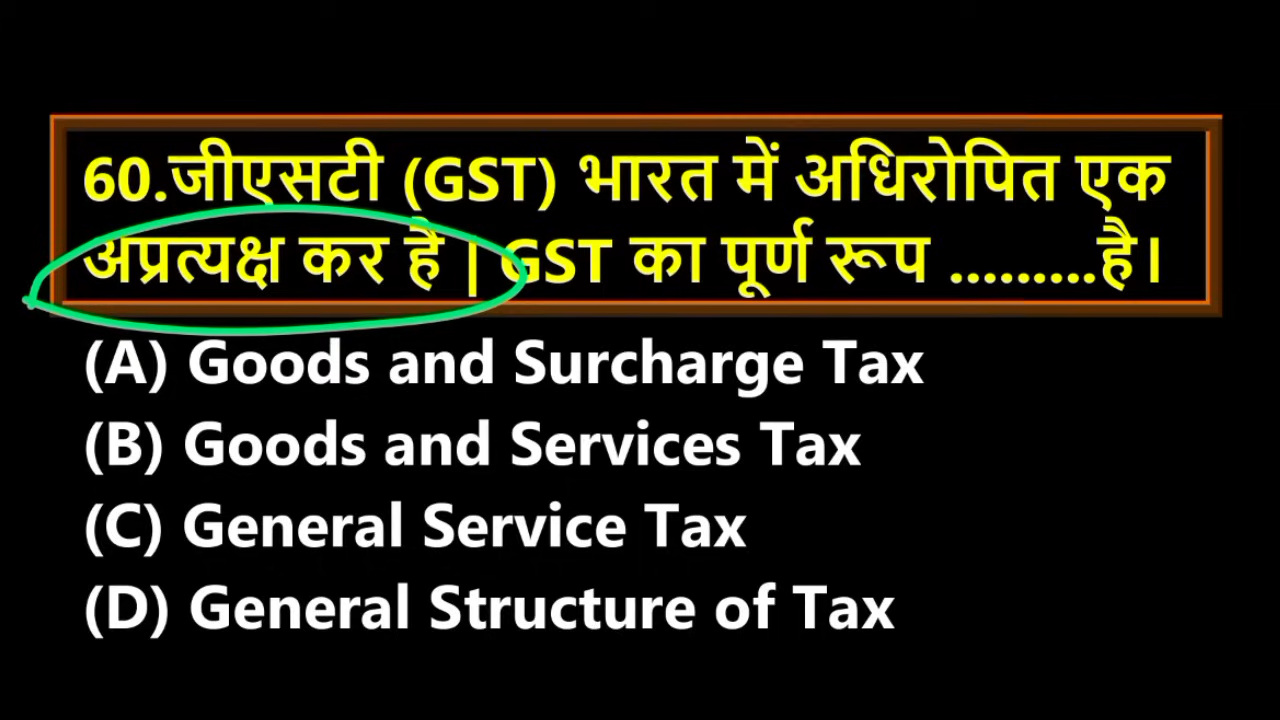 60.जीएसटी (GST) भारत में अधिरोपित एक
अप्रत्यक्ष कर है | GST का पूर्ण रूप .........है।
(A) Goods and Surcharge Tax
(B) Goods and Services Tax
(C) General Service Tax
(D) General Structure of Tax